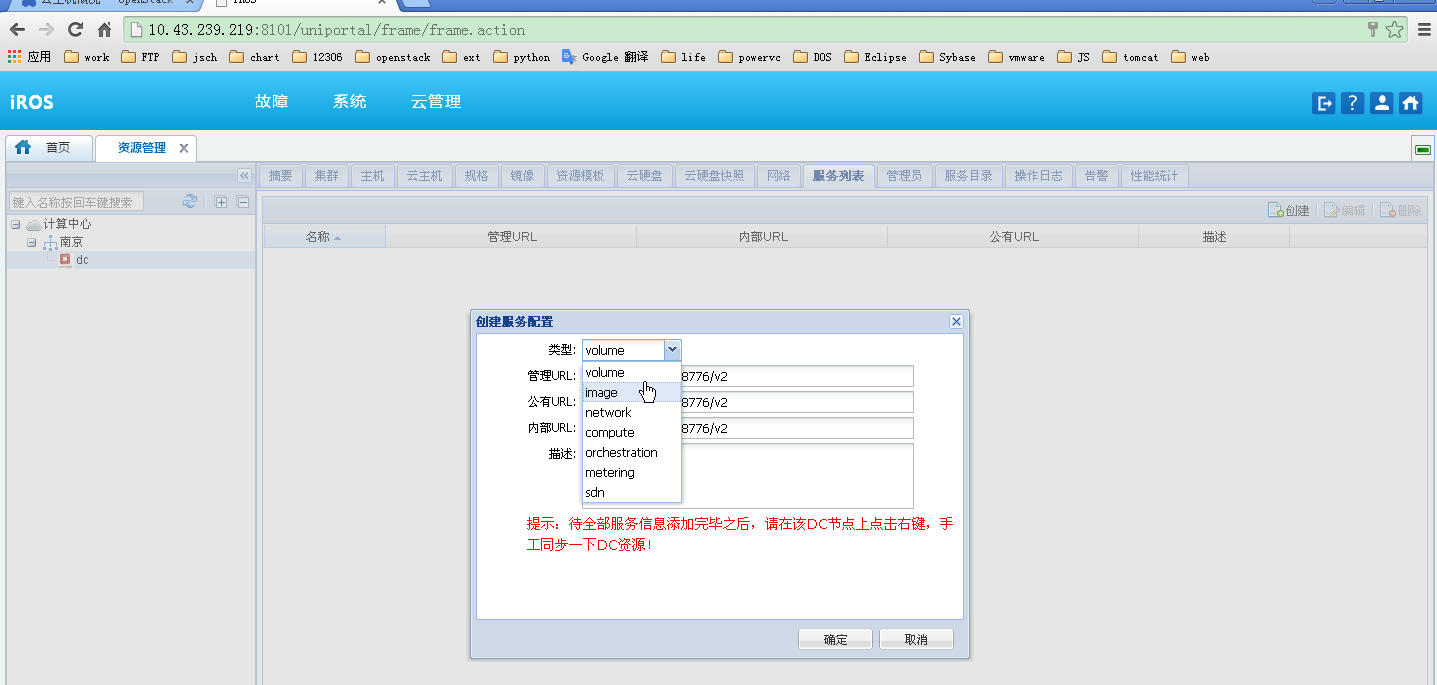 云主机概况 - OpenStack
iROS
10.43.239.219:8101/uniportal/frame/frame.action
应用 work FTP jsch chart 12306 openstack ext python Google 翻译 life powervc DOS Eclipse Sybase vmware JS tomcat web
iROS 故障 系统 云管理
首页 资源管理
摘要 集群 主机 云主机 规格 镜像 资源模板 云硬盘 云硬盘快照 网络 服务列表 管理员 服务目录 操作日志 告警 性能统计
键入名称按回车键搜索
创建 编辑 删除
计算中心
名称 管理URL 内部URL 公有URL 描述
南京
dc
创建服务配置
类型: volume
volume
管理URL: 8776/v2
image
公有URL: 8776/v2
network
内部URL: 8776/v2
compute
描述:
orchestration
metering
sdn
提示：待全部服务信息添加完毕之后，请在该DC节点上点击右键，手
工同步一下DC资源！
确定 取消